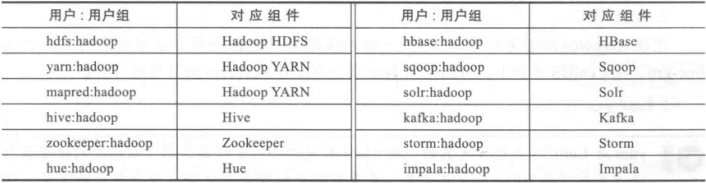 用户:用户组 对应组件 用户:用户组 对应组件
hdfs:hadoop Hadoop HDFS hbase:hadoop HBase
yarn:hadoop Hadoop YARN sqoop:hadoop Sqoop
mapred:hadoop Hadoop YARN solr:hadoop Solr
hive:hadoop Hive kafka:hadoop Kafka
zookeeper:hadoop Zookeeper storm:hadoop Storm
hue:hadoop Hue impala:hadoop Impala